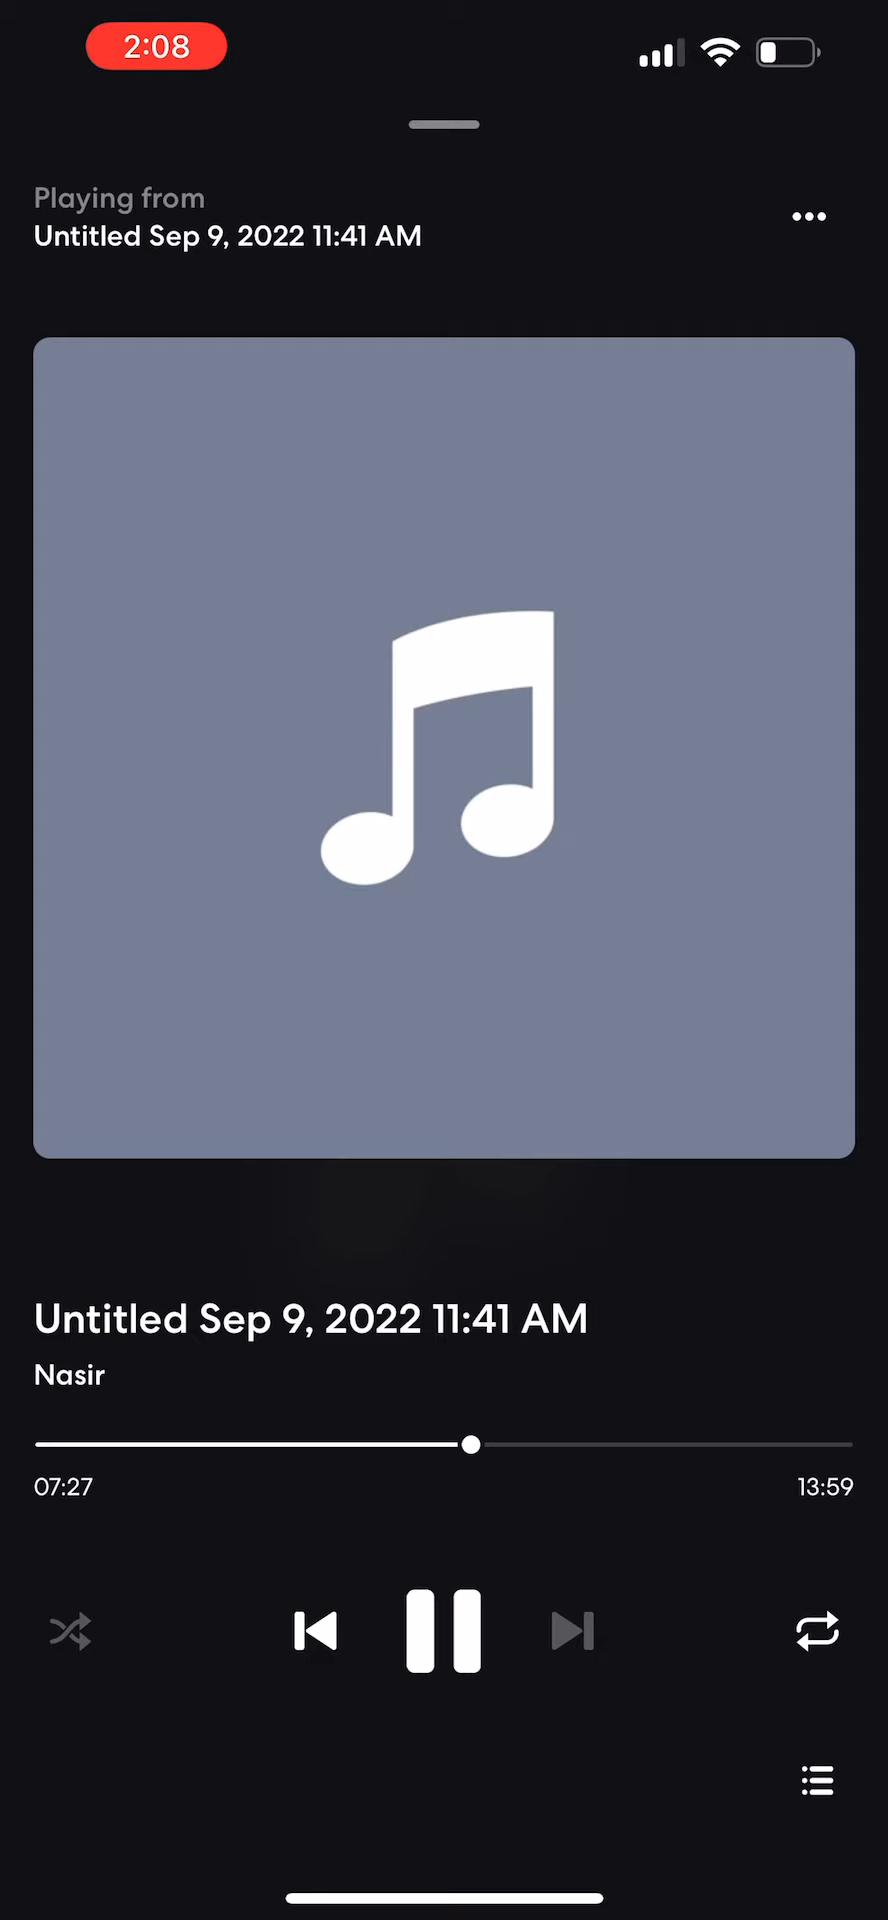 2:08
Playing from
Untitled Sep 9, 2022 11:41 AM
Untitled Sep 9, 2022 11:41 AM
Nasir
07:27
13:59